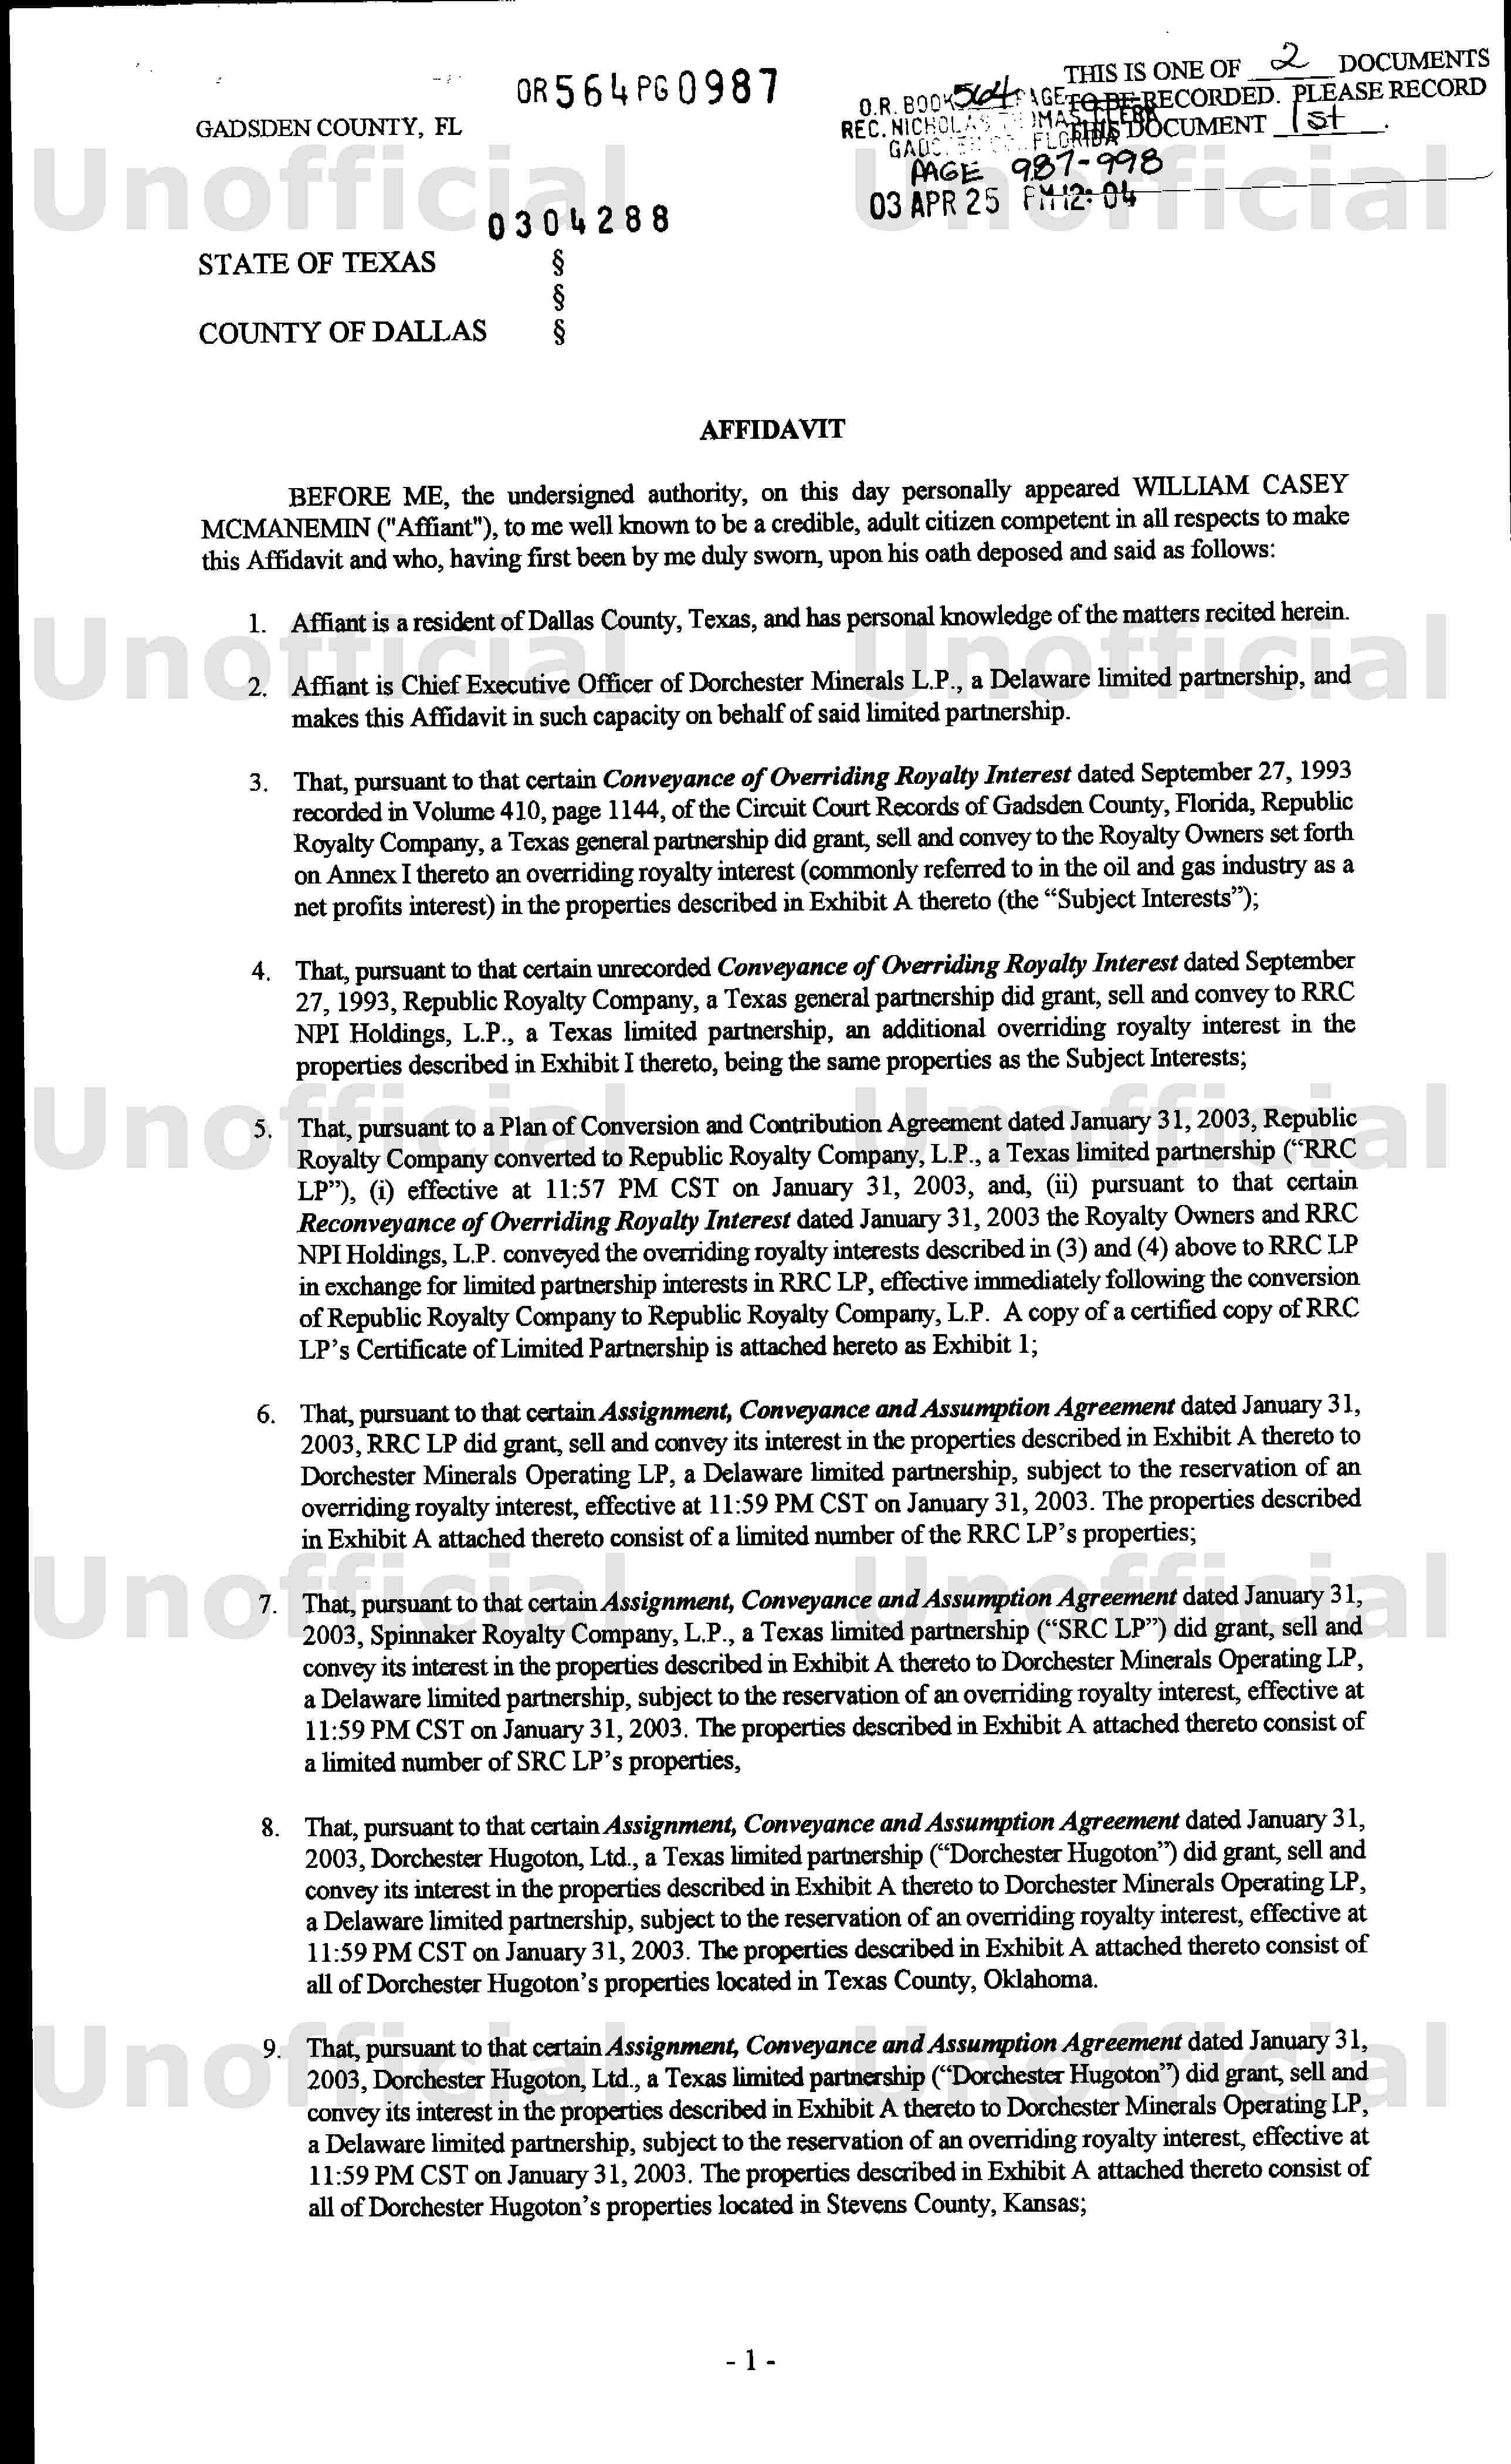 OR564PG0987
THIS IS ONE OF 2 DOCUMENTS
TO BE RECORDED. PLEASE RECORD
THIS DOCUMENT 1st.
O.R. BOOK 564 PAGE
REC. NICHOLAS THOMAS CLERK
FLORIDA
PAGE 987-998
03 APR 25 PM 12:04
GADSDEN COUNTY, FL
0304288
STATE OF TEXAS §
§
COUNTY OF DALLAS §
AFFIDAVIT
BEFORE ME, the undersigned authority, on this day personally appeared WILLIAM CASEY
MCMANEMIN ("Affiant"), to me well known to be a credible, adult citizen competent in all respects to make
this Affidavit and who, having first been by me duly sworn, upon his oath deposed and said as follows:
1. Affiant is a resident of Dallas County, Texas, and has personal knowledge of the matters recited herein.
2. Affiant is Chief Executive Officer of Dorchester Minerals L.P., a Delaware limited partnership, and
makes this Affidavit in such capacity on behalf of said limited partnership.
3. That, pursuant to that certain Conveyance of Overriding Royalty Interest dated September 27, 1993
recorded in Volume 410, page 1144, of the Circuit Court Records of Gadsden County, Florida, Republic
Royalty Company, a Texas general partnership did grant, sell and convey to the Royalty Owners set forth
on Annex I thereto an overriding royalty interest (commonly referred to in the oil and gas industry as a
net profits interest) in the properties described in Exhibit A thereto (the “Subject Interests”);
4. That, pursuant to that certain unrecorded Conveyance of Overriding Royalty Interest dated September
27, 1993, Republic Royalty Company, a Texas general partnership did grant, sell and convey to RRC
NPI Holdings, L.P., a Texas limited partnership, an additional overriding royalty interest in the
properties described in Exhibit I thereto, being the same properties as the Subject Interests;
5. That, pursuant to a Plan of Conversion and Contribution Agreement dated January 31, 2003, Republic
Royalty Company converted to Republic Royalty Company, L.P., a Texas limited partnership (“RRC
LP”), (i) effective at 11:57 PM CST on January 31, 2003, and, (ii) pursuant to that certain
Reconveyance of Overriding Royalty Interest dated January 31, 2003 the Royalty Owners and RRC
NPI Holdings, L.P. conveyed the overriding royalty interests described in (3) and (4) above to RRC LP
in exchange for limited partnership interests in RRC LP, effective immediately following the conversion
of Republic Royalty Company to Republic Royalty Company, L.P. A copy of a certified copy of RRC
LP’s Certificate of Limited Partnership is attached hereto as Exhibit 1;
6. That, pursuant to that certain Assignment, Conveyance and Assumption Agreement dated January 31,
2003, RRC LP did grant, sell and convey its interest in the properties described in Exhibit A thereto to
Dorchester Minerals Operating LP, a Delaware limited partnership, subject to the reservation of an
overriding royalty interest, effective at 11:59 PM CST on January 31, 2003. The properties described
in Exhibit A attached thereto consist of a limited number of the RRC LP’s properties;
7. That, pursuant to that certain Assignment, Conveyance and Assumption Agreement dated January 31,
2003, Spinnaker Royalty Company, L.P., a Texas limited partnership (“SRC LP”) did grant, sell and
convey its interest in the properties described in Exhibit A thereto to Dorchester Minerals Operating LP,
a Delaware limited partnership, subject to the reservation of an overriding royalty interest, effective at
11:59 PM CST on January 31, 2003. The properties described in Exhibit A attached thereto consist of
a limited number of SRC LP’s properties,
8. That, pursuant to that certain Assignment, Conveyance and Assumption Agreement dated January 31,
2003, Dorchester Hugoton, Ltd., a Texas limited partnership (“Dorchester Hugoton”) did grant, sell and
convey its interest in the properties described in Exhibit A thereto to Dorchester Minerals Operating LP,
a Delaware limited partnership, subject to the reservation of an overriding royalty interest, effective at
11:59 PM CST on January 31, 2003. The properties described in Exhibit A attached thereto consist of
all of Dorchester Hugoton’s properties located in Texas County, Oklahoma.
9. That, pursuant to that certain Assignment, Conveyance and Assumption Agreement dated January 31,
2003, Dorchester Hugoton, Ltd., a Texas limited partnership (“Dorchester Hugoton”) did grant, sell and
convey its interest in the properties described in Exhibit A thereto to Dorchester Minerals Operating LP,
a Delaware limited partnership, subject to the reservation of an overriding royalty interest, effective at
11:59 PM CST on January 31, 2003. The properties described in Exhibit A attached thereto consist of
all of Dorchester Hugoton’s properties located in Stevens County, Kansas;
- 1 -
Unofficial Unofficial
Unofficial Unofficial
Unofficial Unofficial
Unofficial Unofficial
Unofficial Unofficial